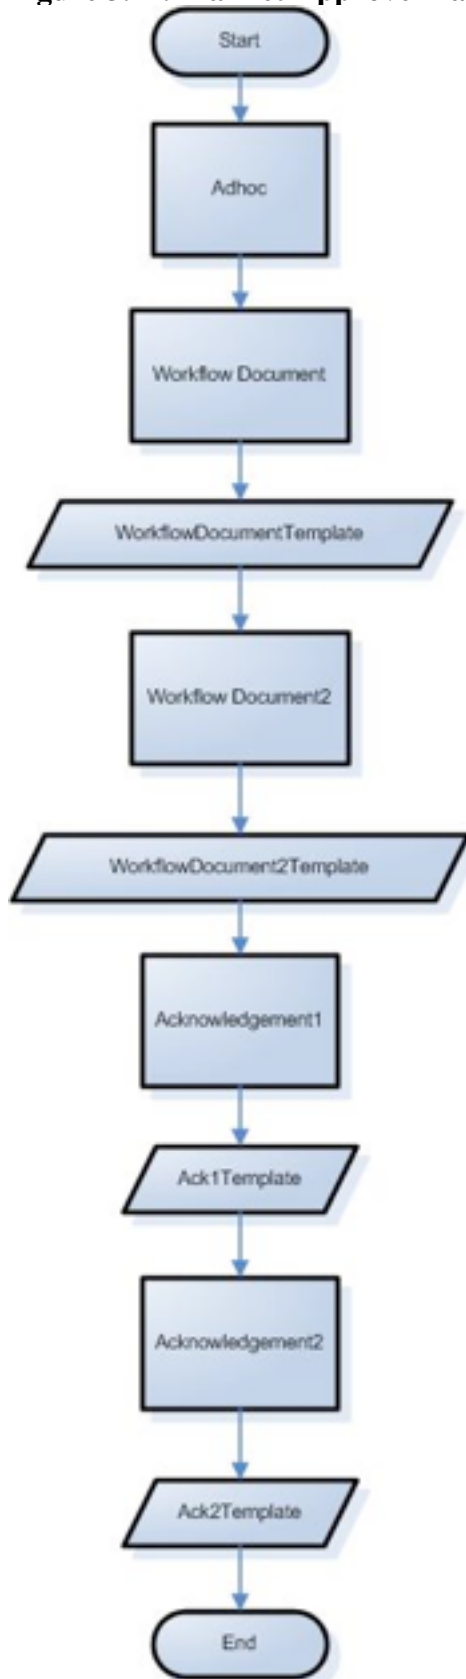 Start
Adhoc
Workflow Document
WorkflowDocumentTemplate
Workflow Document2
WorkflowDocument2Template
Acknowledgement1
Ack1Template
Acknowledgement2
Ack2Template
End